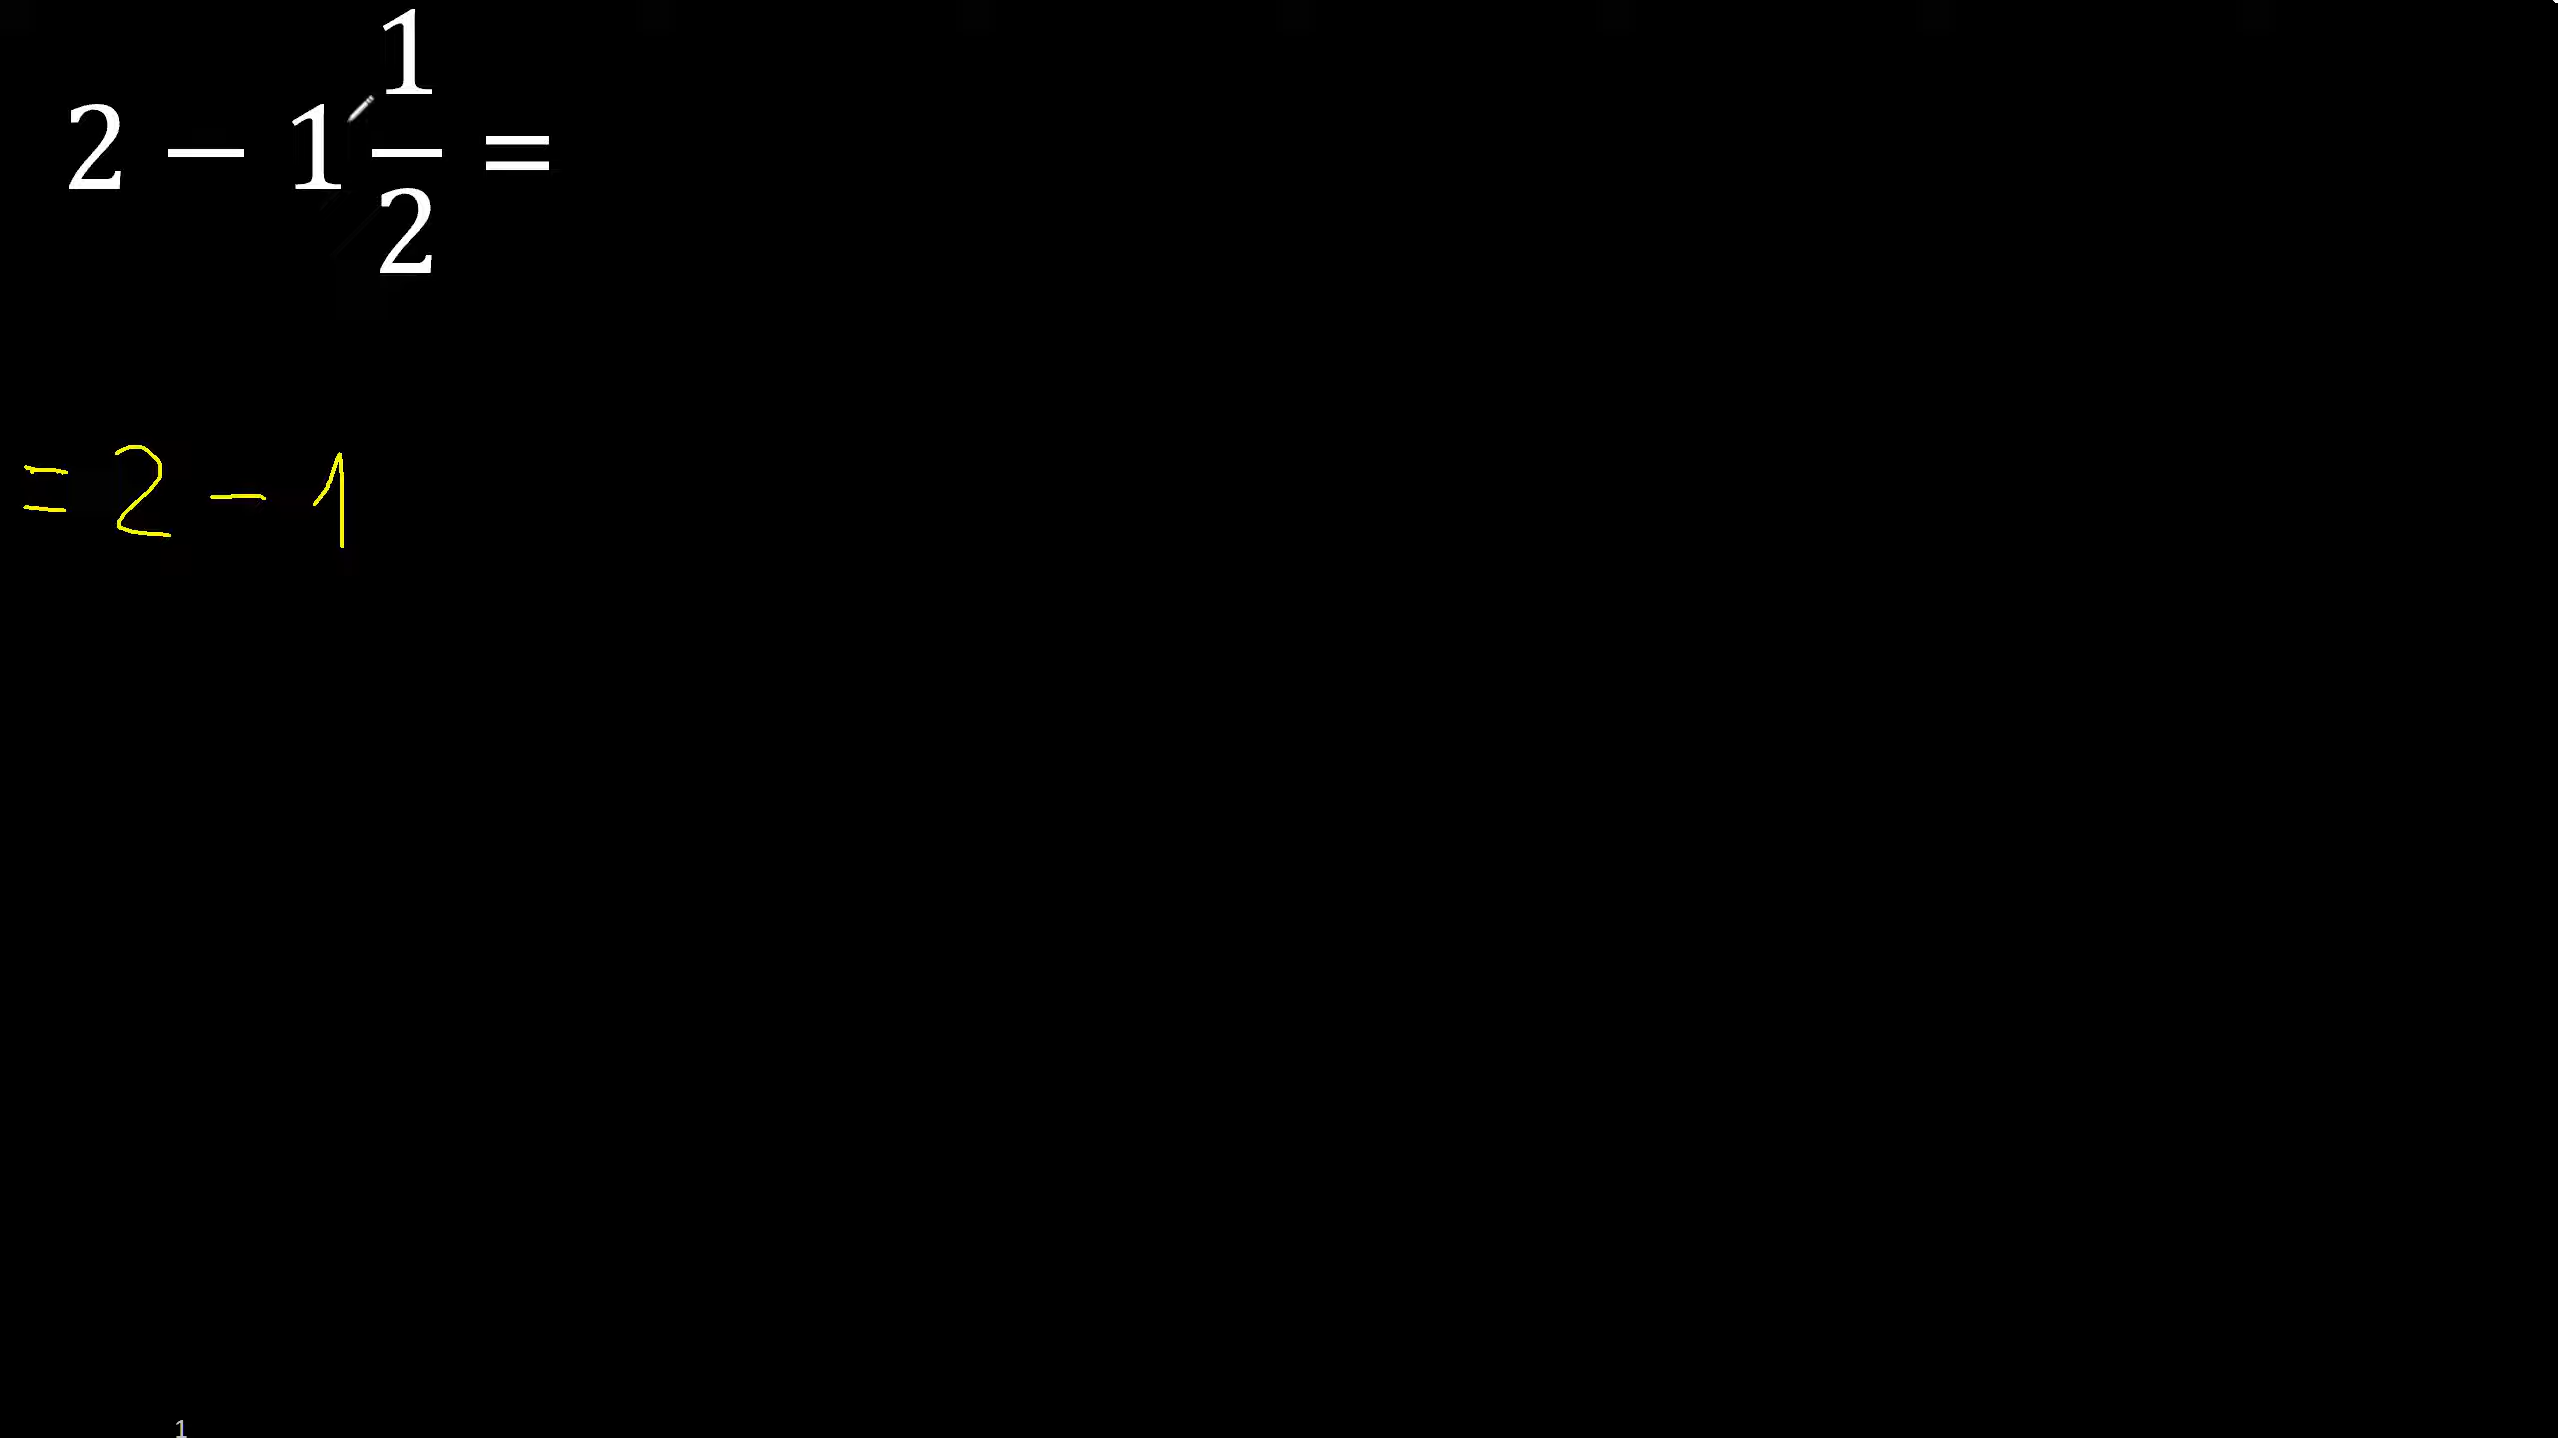 2 − 1 1/2 =
= 2 − 1
1